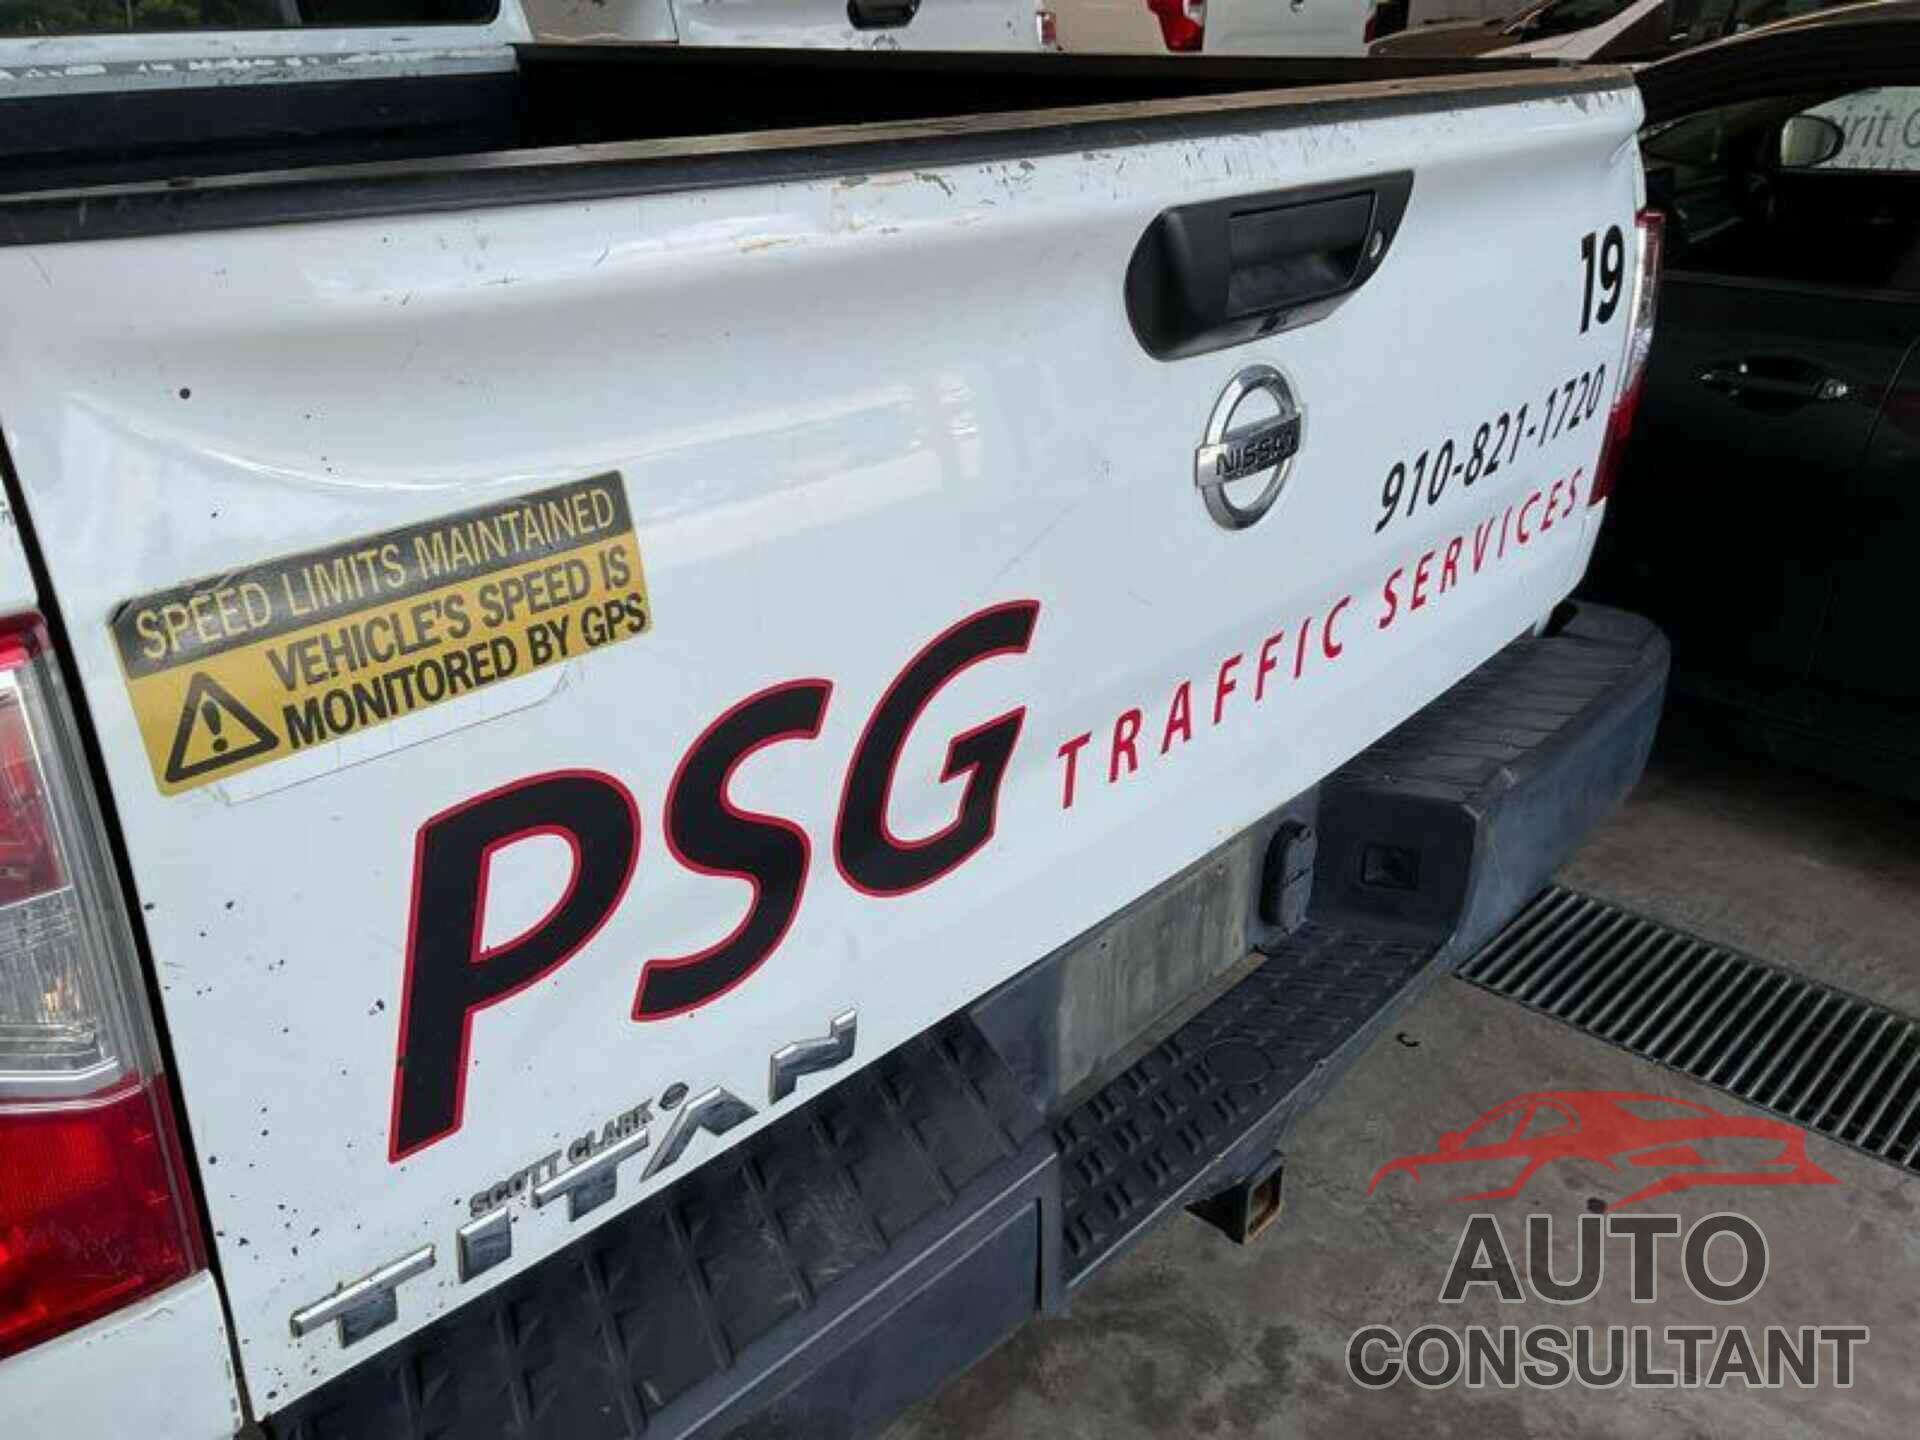 19
910-821-1720
NISSAN
SPEED LIMITS MAINTAINED
VEHICLE'S SPEED IS
MONITORED BY GPS
PSG TRAFFIC SERVICES
SCOTT CLARK
TITAN
AUTO
CONSULTANT